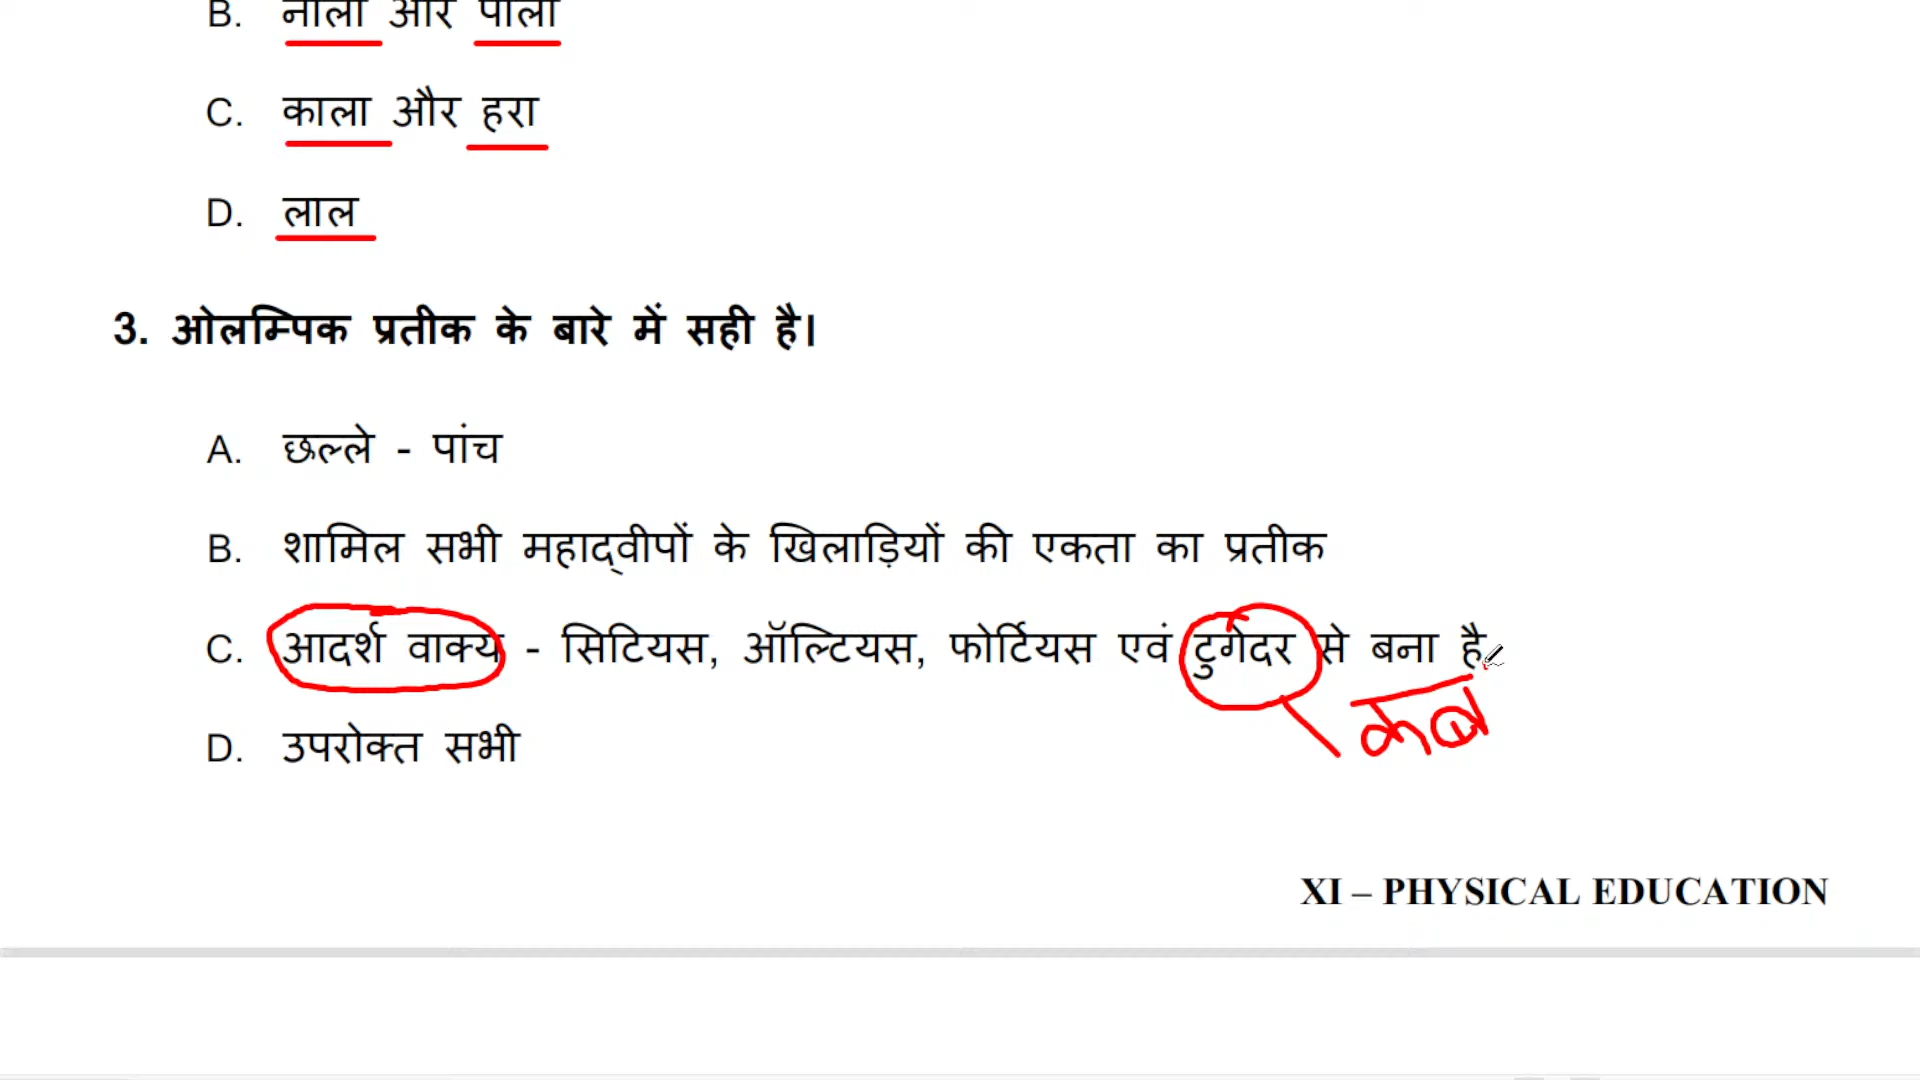 B. नीला और पीला
C. काला और हरा
D. लाल
3. ओलम्पिक प्रतीक के बारे में सही है।
A. छल्ले - पांच
B. शामिल सभी महाद्वीपों के खिलाड़ियों की एकता का प्रतीक
C. आदर्श वाक्य - सिटियस, ऑल्टियस, फोर्टियस एवं टुगेदर से बना है
कब
D. उपरोक्त सभी
XI – PHYSICAL EDUCATION